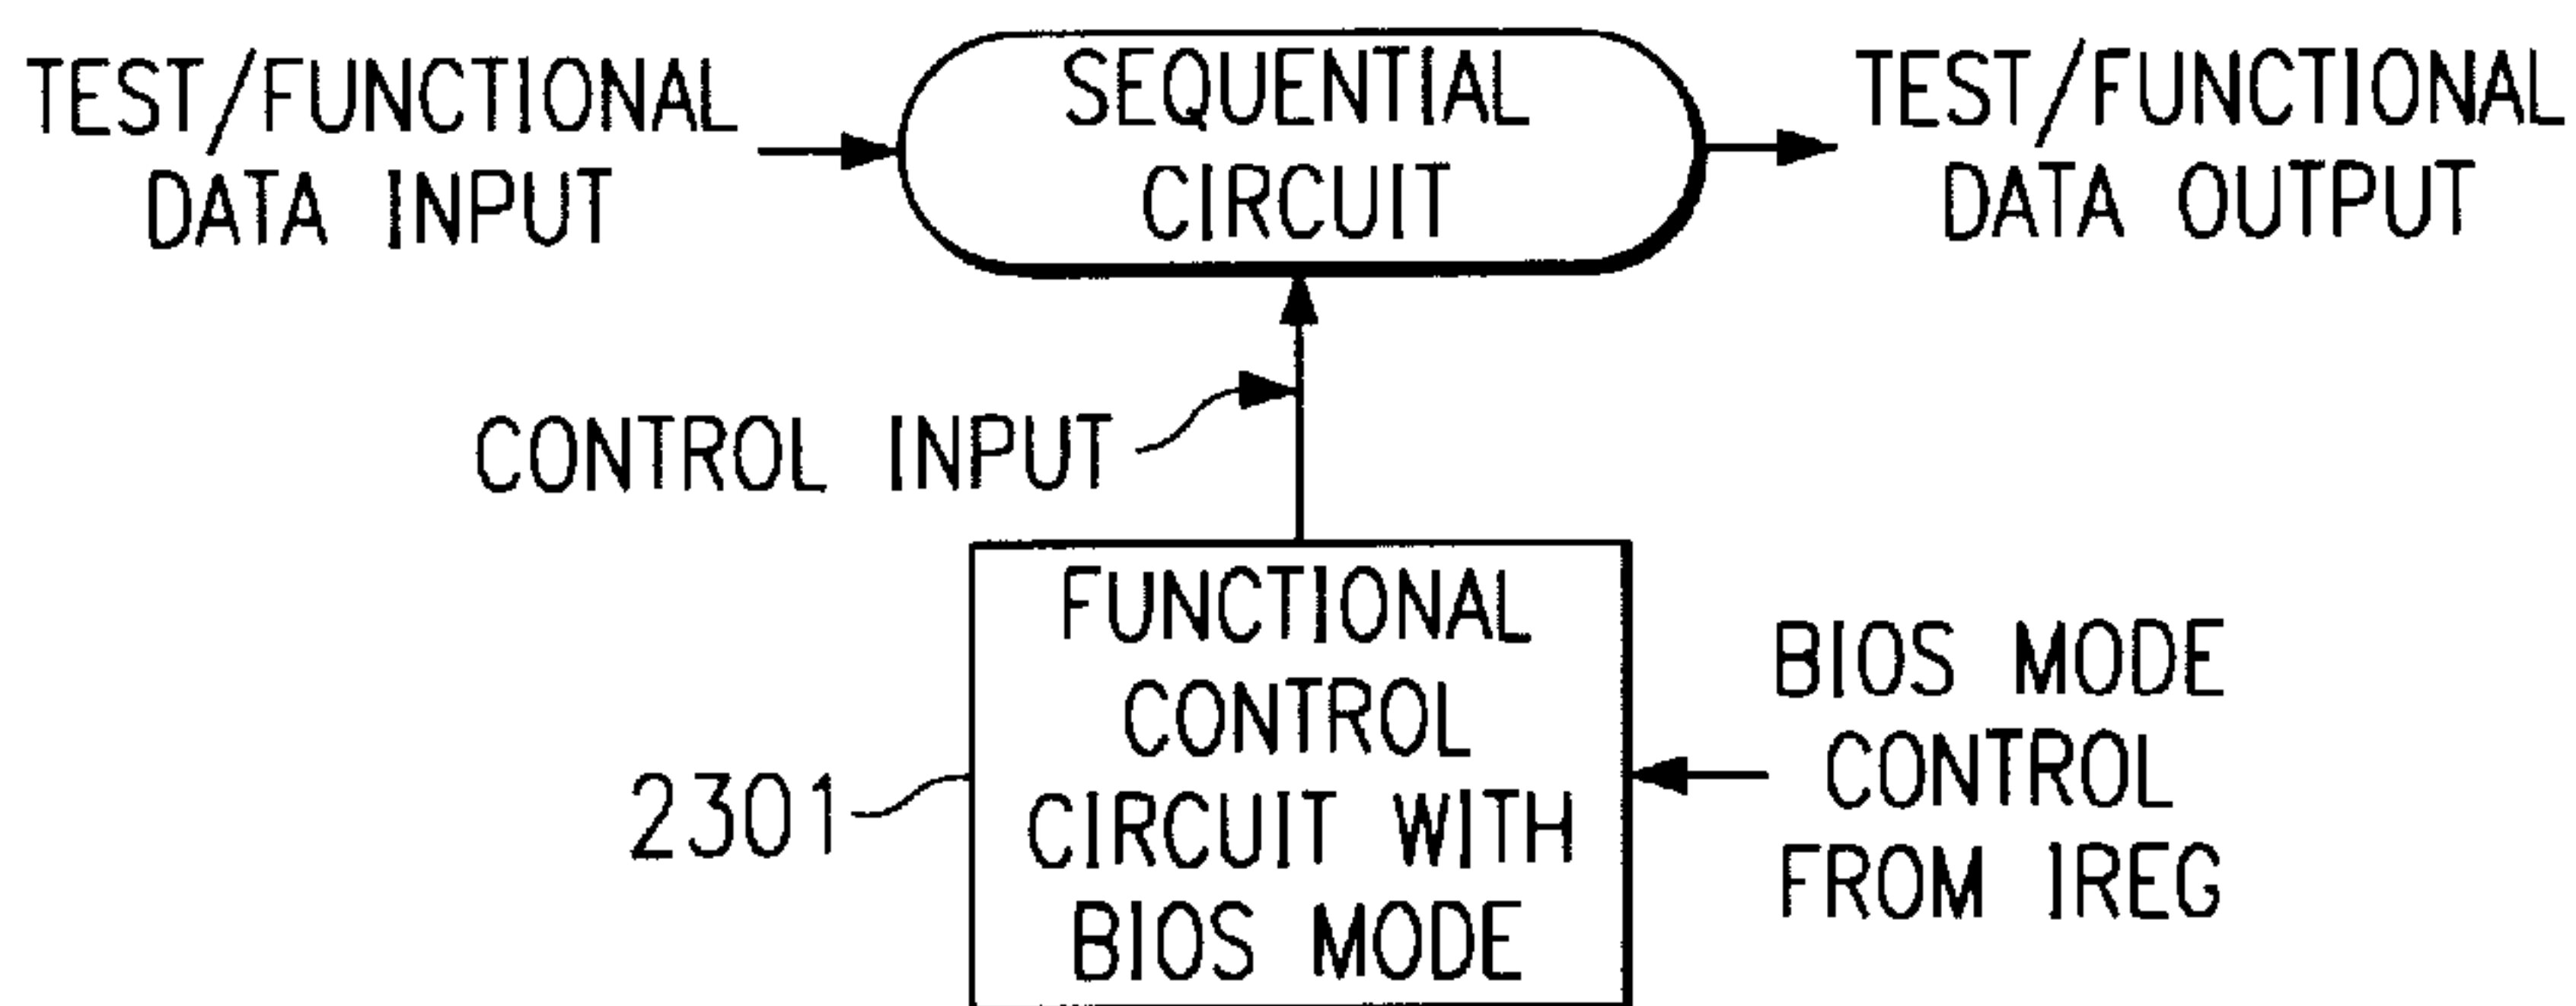 TEST/FUNCTIONAL
DATA INPUT
SEQUENTIAL
CIRCUIT
TEST/FUNCTIONAL
DATA OUTPUT
CONTROL INPUT
FUNCTIONAL
CONTROL
CIRCUIT WITH
BIOS MODE
2301
BIOS MODE
CONTROL
FROM IREG